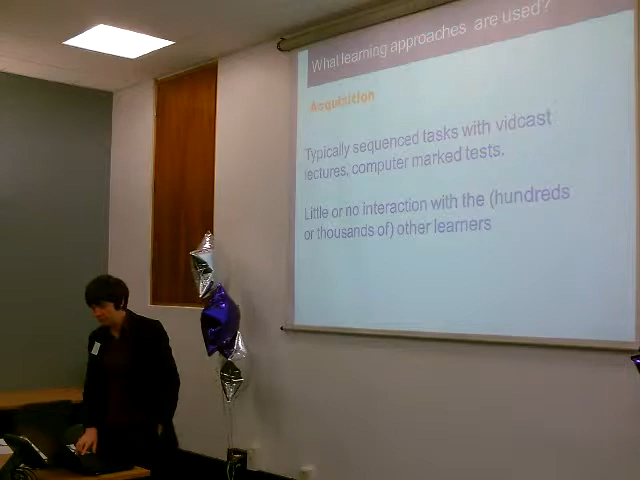 What learning approaches are used?
Acquisition
Typically sequenced tasks with vidcast
lectures, computer marked tests.
Little or no interaction with the (hundreds
or thousands of) other learners